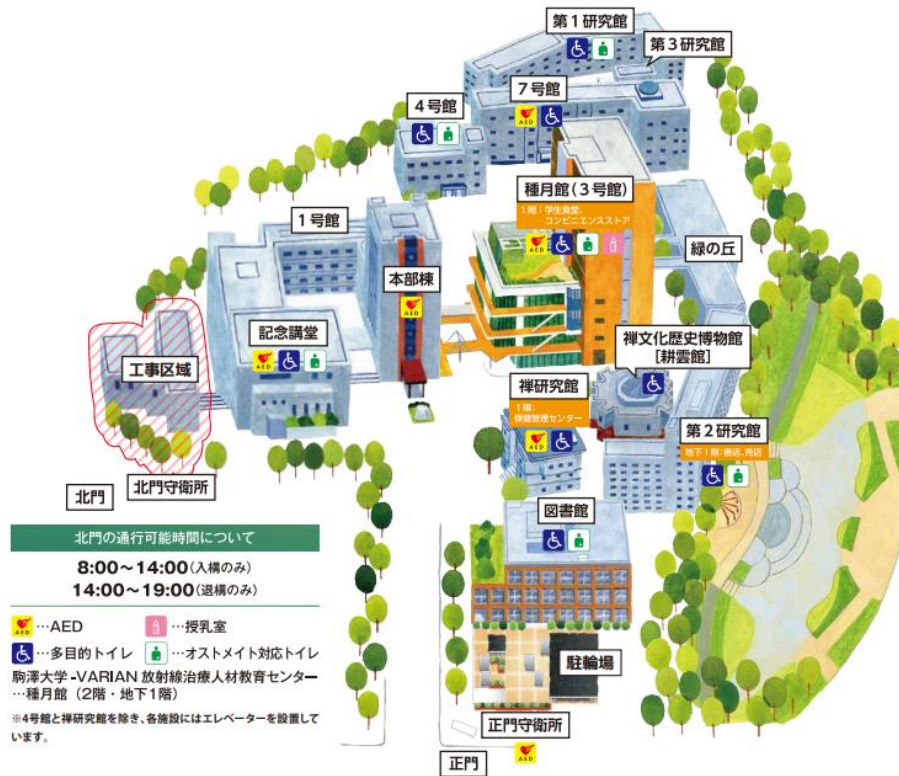 第1研究館
第3研究館
7号館
AED
4号館
種月館（3号館）
1階：学生食堂、
コンビニエンスストア
AED
1号館
緑の丘
本部棟
AED
記念講堂
AED
工事区域
禅文化歴史博物館
[耕雲館]
禅研究館
1階：
保健管理センター
AED
第2研究館
地下1階：書店、売店
北門
北門守衛所
図書館
北門の通行可能時間について
8:00〜14:00（入構のみ）
14:00〜19:00（退構のみ）
AED …AED
…授乳室
…多目的トイレ
…オストメイト対応トイレ
駒澤大学-VARIAN 放射線治療人材教育センター
…種月館（2階・地下1階）
※4号館と禅研究館を除き、各施設にはエレベーターを設置して
います。
駐輪場
正門守衛所
AED
正門